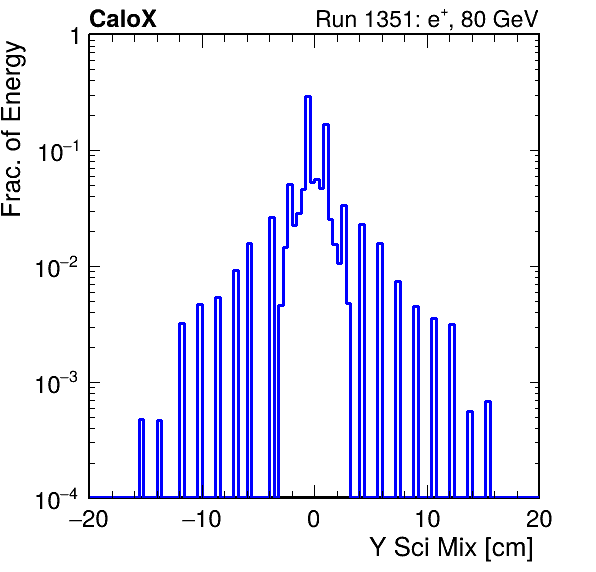 CaloX
Run 1351: e⁺, 80 GeV
Frac. of Energy
1
10⁻¹
10⁻²
10⁻³
10⁻⁴
−20
−10
0
10
20
Y Sci Mix [cm]